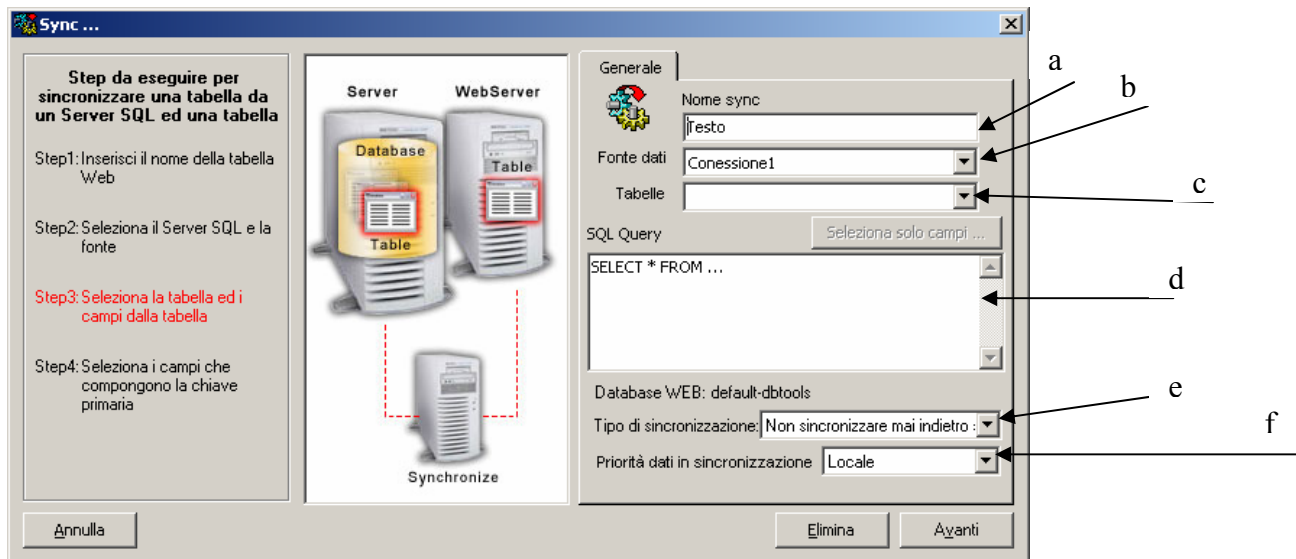 Sync ...
Step da eseguire per
sincronizzare una tabella da
un Server SQL ed una tabella
Step1: Inserisci il nome della tabella
Web
Step2: Seleziona il Server SQL e la
fonte
Step3: Seleziona la tabella ed i
campi dalla tabella
Step4: Seleziona i campi che
compongono la chiave
primaria
Server
WebServer
Database
Table
Table
Synchronize
Generale
Nome sync
Testo
Fonte dati
Conessione1
Tabelle
SQL Query
Seleziona solo campi ...
SELECT * FROM ...
Database WEB: default-dbtools
Tipo di sincronizzazione: Non sincronizzare mai indietro
Priorità dati in sincronizzazione Locale
Annulla
Elimina
Avanti
a
b
c
d
e
f